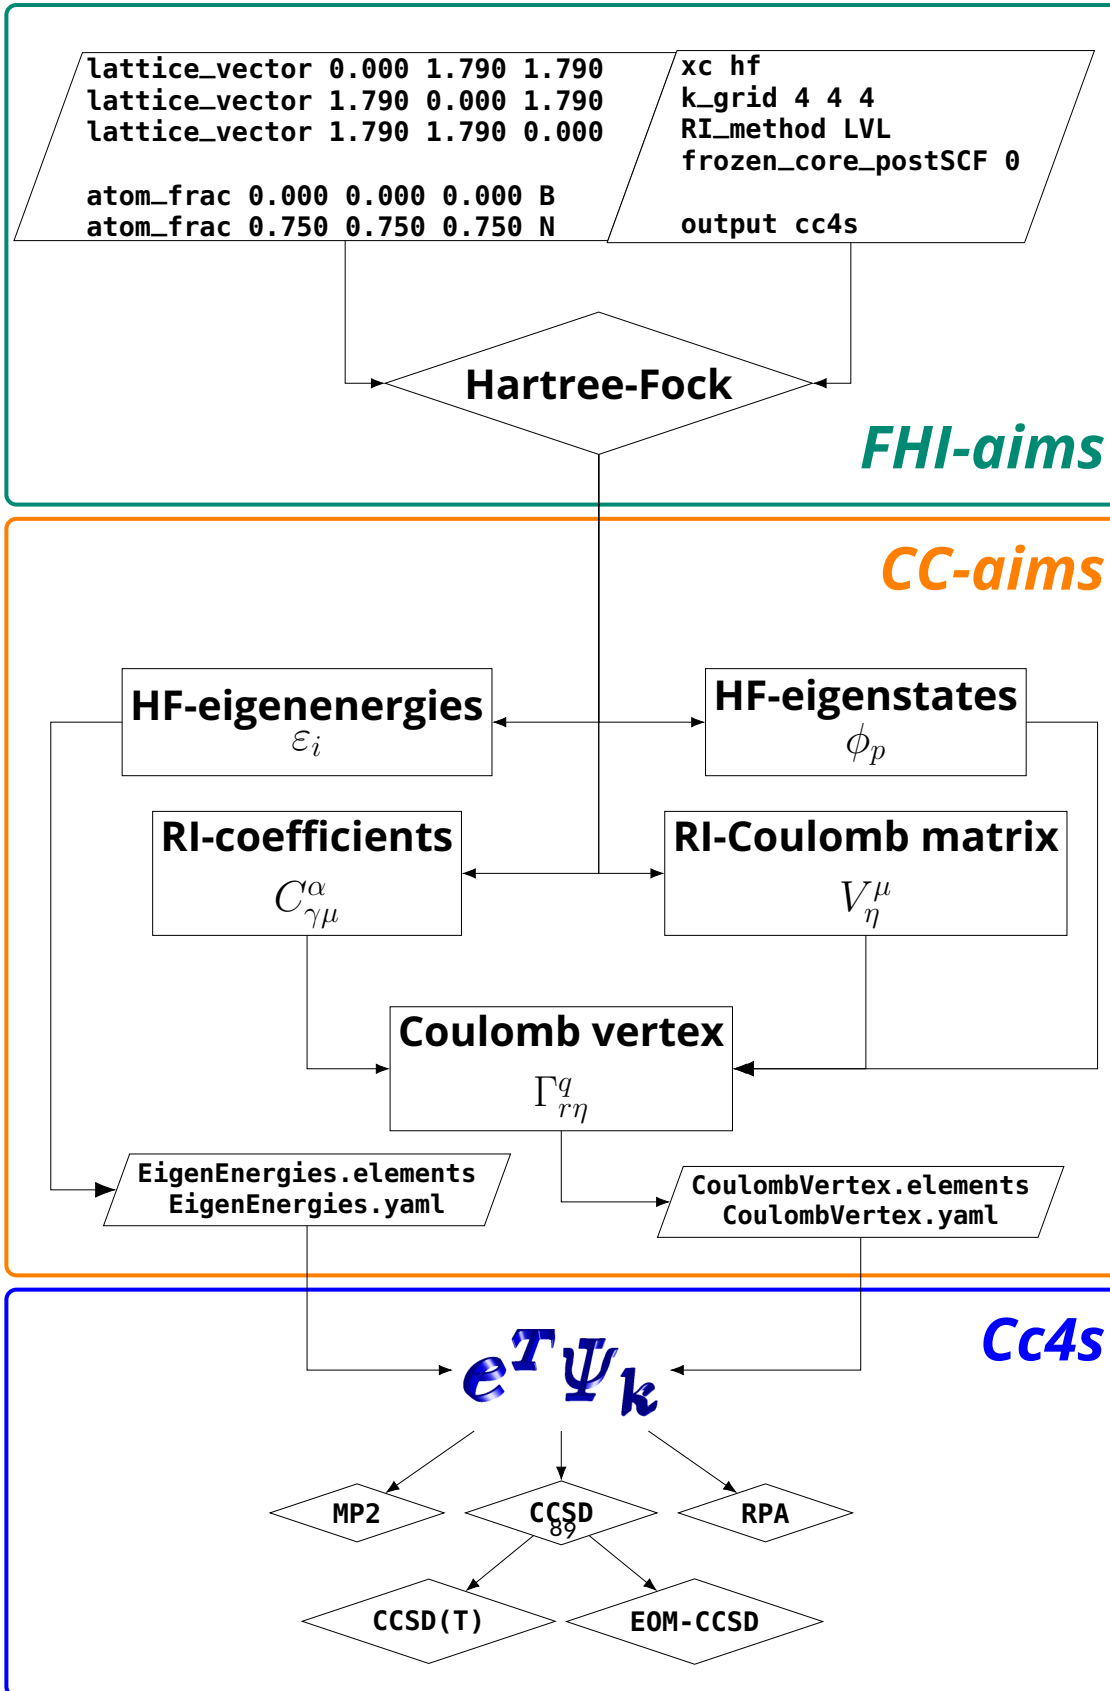 lattice_vector 0.000 1.790 1.790
lattice_vector 1.790 0.000 1.790
lattice_vector 1.790 1.790 0.000
atom_frac 0.000 0.000 0.000 B
atom_frac 0.750 0.750 0.750 N
xc hf
k_grid 4 4 4
RI_method LVL
frozen_core_postSCF 0
output cc4s
Hartree-Fock
FHI-aims
CC-aims
HF-eigenenergies
εᵢ
HF-eigenstates
ϕₚ
RI-coefficients
C^α_γμ
RI-Coulomb matrix
V^μ_η
Coulomb vertex
Γ^q_rη
EigenEnergies.elements
EigenEnergies.yaml
CoulombVertex.elements
CoulombVertex.yaml
Cc4s
e^T Ψ_k
MP2
CCSD
89
RPA
CCSD(T)
EOM-CCSD